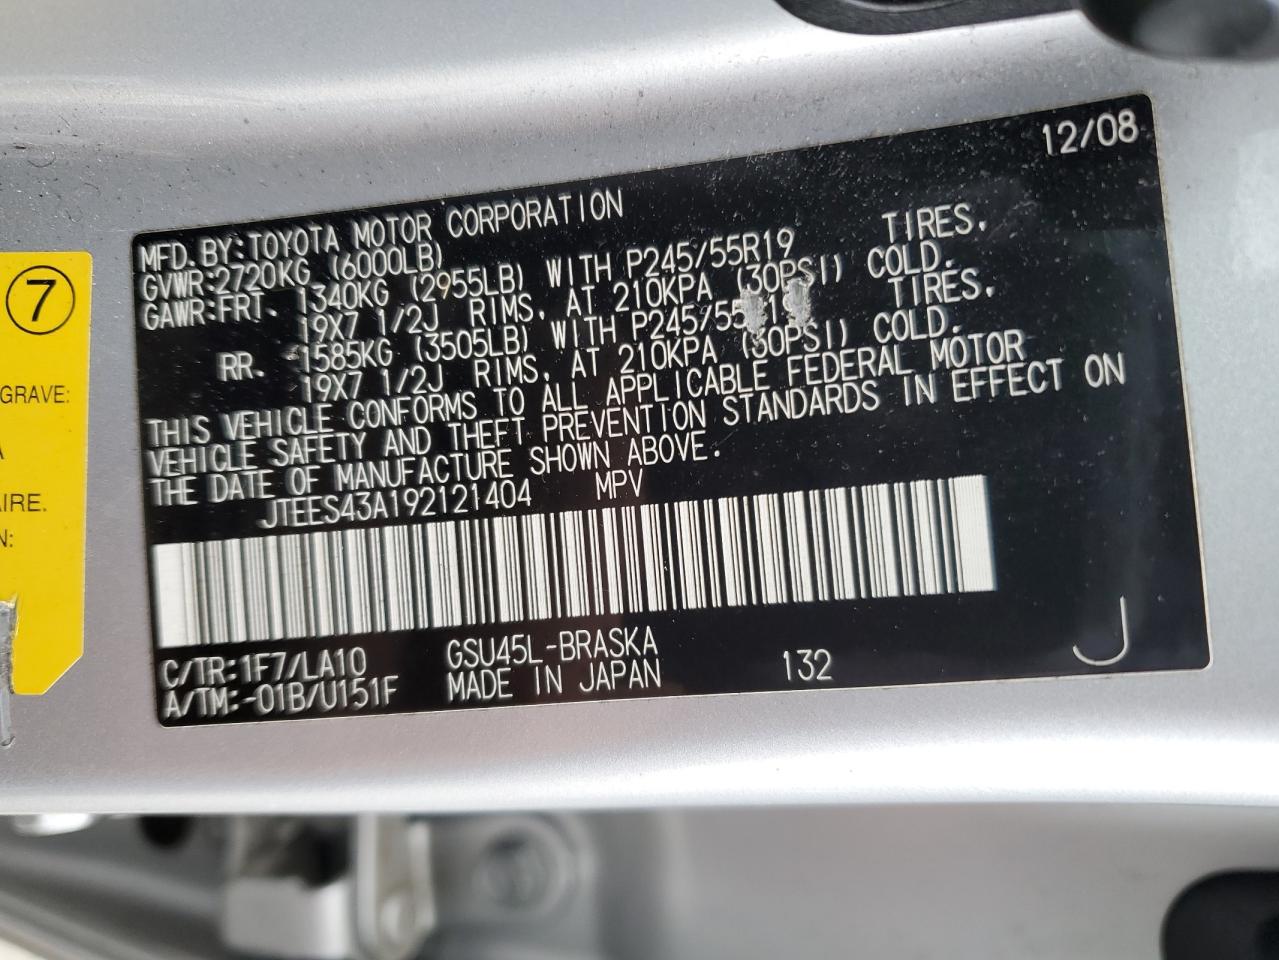 12/08
MFD. BY: TOYOTA MOTOR CORPORATION
GVWR: 2720KG (6000LB)
GAWR: FRT. 1340KG (2955LB) WITH P245/55R19 TIRES,
19X7 1/2J RIMS, AT 210KPA (30PSI) COLD.
RR. 1585KG (3505LB) WITH P245/55R19 TIRES,
19X7 1/2J RIMS, AT 210KPA (30PSI) COLD.
THIS VEHICLE CONFORMS TO ALL APPLICABLE FEDERAL MOTOR
VEHICLE SAFETY AND THEFT PREVENTION STANDARDS IN EFFECT ON
THE DATE OF MANUFACTURE SHOWN ABOVE.
JTEES43A192121404 MPV
C/TR: 1F7/LA10 GSU45L-BRASKA
A/TM: -01B/U151F MADE IN JAPAN 132
J
7
GRAVE:
A
AIRE.
N: